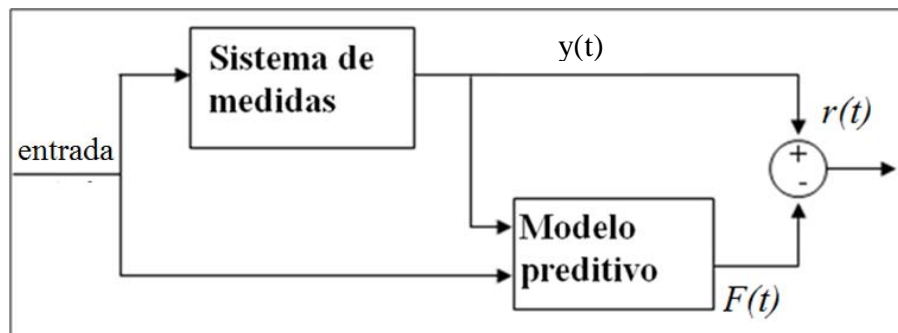 Sistema de
medidas
y(t)
r(t)
entrada
+
-
Modelo
preditivo
F(t)